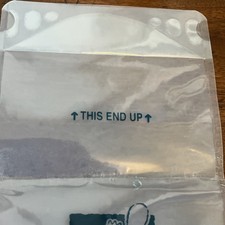 ↑ THIS END UP ↑